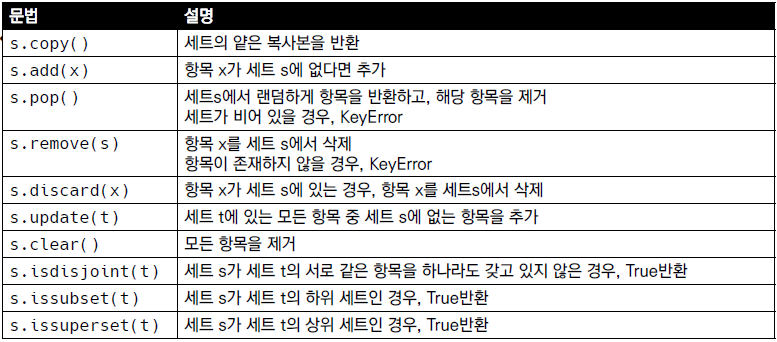 문법 설명
s.copy() 세트의 얕은 복사본을 반환
s.add(x) 항목 x가 세트 s에 없다면 추가
s.pop() 세트s에서 랜덤하게 항목을 반환하고, 해당 항목을 제거
세트가 비어 있을 경우, KeyError
s.remove(s) 항목 x를 세트 s에서 삭제
항목이 존재하지 않을 경우, KeyError
s.discard(x) 항목 x가 세트 s에 있는 경우, 항목 x를 세트s에서 삭제
s.update(t) 세트 t에 있는 모든 항목 중 세트 s에 없는 항목을 추가
s.clear() 모든 항목을 제거
s.isdisjoint(t) 세트 s가 세트 t의 서로 같은 항목을 하나라도 갖고 있지 않은 경우, True반환
s.issubset(t) 세트 s가 세트 t의 하위 세트인 경우, True반환
s.issuperset(t) 세트 s가 세트 t의 상위 세트인 경우, True반환